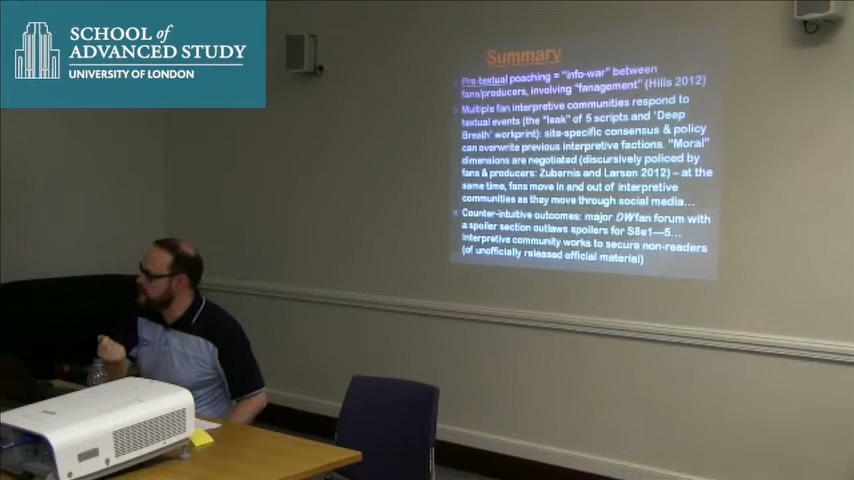 SCHOOL of
ADVANCED STUDY
UNIVERSITY OF LONDON
Summary
Pre-textual poaching = "info-war" between
fans/producers, involving "fanagement" (Hills 2012)
Multiple fan interpretive communities respond to
textual events (the "leak" of 5 scripts and 'Deep
Breath' workprint): site-specific consensus & policy
can overwrite previous interpretive factions. "Moral"
dimensions are negotiated (discursively policed by
fans & producers: Zubernis and Larsen 2012) – at the
same time, fans move in and out of interpretive
communities as they move through social media…
Counter-intuitive outcomes: major DW fan forum with
a spoiler section outlaws spoilers for S8e1—5…
Interpretive community works to secure non-readers
(of unofficially released official material)